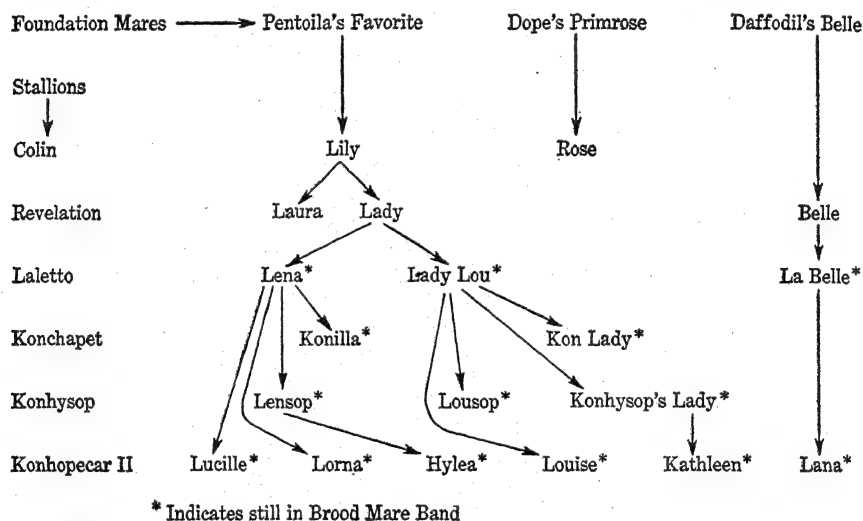 Foundation Mares Pentoila's Favorite Dope's Primrose Daffodil's Belle
Stallions
Colin Lily Rose
Revelation Laura Lady Belle
Laletto Lena* Lady Lou* La Belle*
Konchapet Konilla* Kon Lady*
Konhysop Lensop* Lousop* Konhysop's Lady*
Konhopecar II Lucille* Lorna* Hylea* Louise* Kathleen* Lana*
* Indicates still in Brood Mare Band